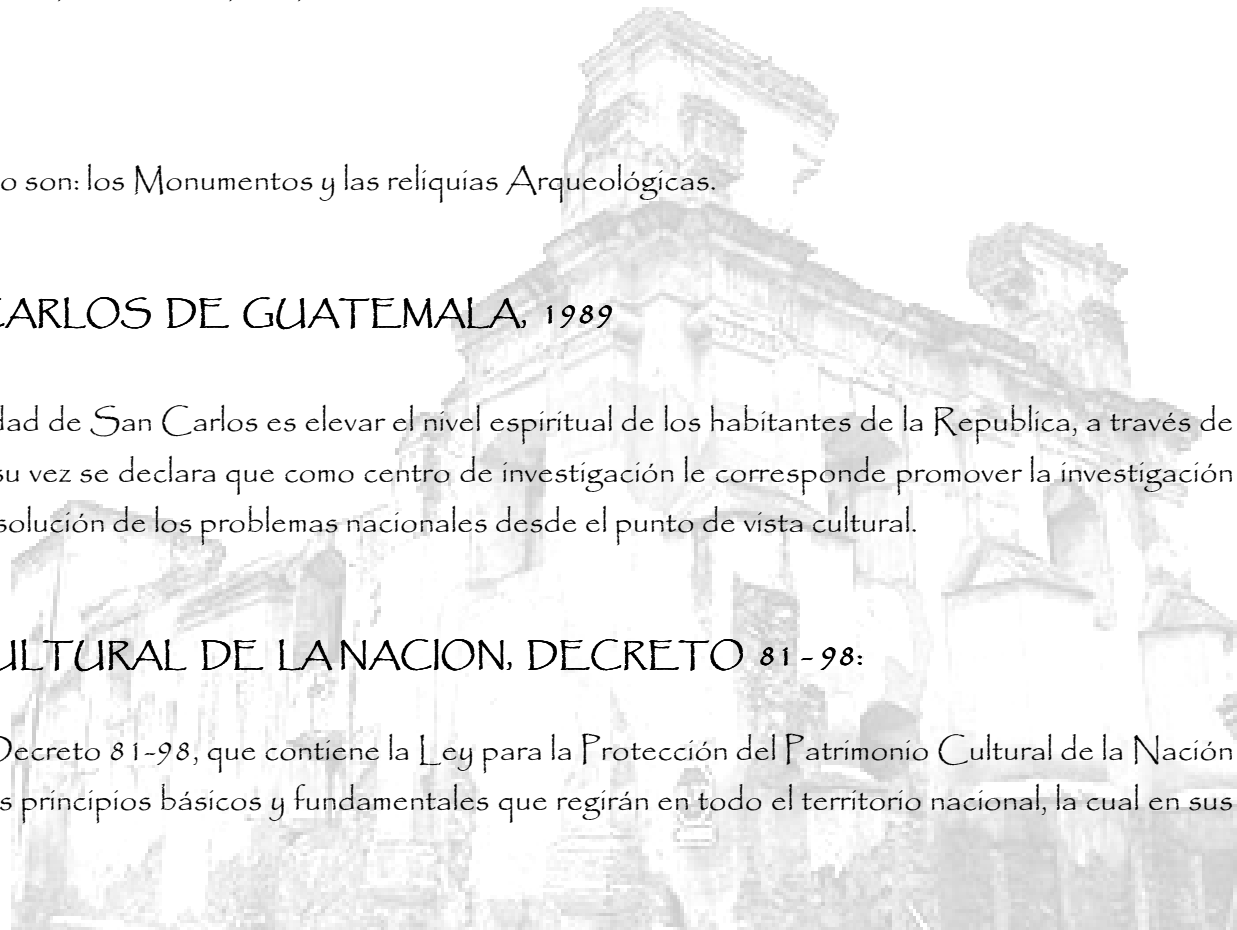 o son: los Monumentos y las reliquias Arqueológicas.
CARLOS DE GUATEMALA, 1989
dad de San Carlos es elevar el nivel espiritual de los habitantes de la Republica, a través de
su vez se declara que como centro de investigación le corresponde promover la investigación
solución de los problemas nacionales desde el punto de vista cultural.
ULTURAL DE LA NACION, DECRETO 81-98:
Decreto 81-98, que contiene la Ley para la Protección del Patrimonio Cultural de la Nación
s principios básicos y fundamentales que regirán en todo el territorio nacional, la cual en sus